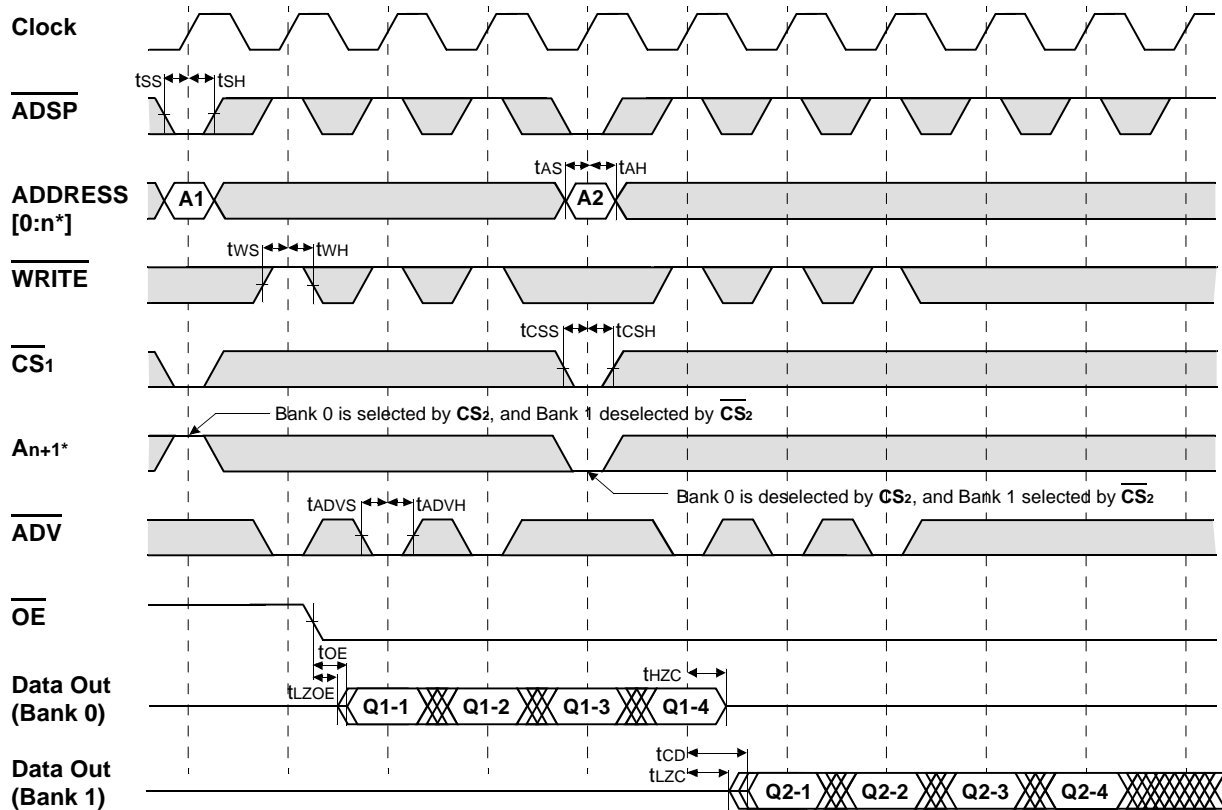 Clock
tSS tSH
ADSP
tAS tAH
ADDRESS
[0:n*]
A1 A2
tWS tWH
WRITE
tCSS tCSH
CS1
Bank 0 is selected by CS2, and Bank 1 deselected by CS2
An+1*
Bank 0 is deselected by CS2, and Bank 1 selected by CS2
tADVS tADVH
ADV
OE
tOE
tHZC
tLZOE
Data Out
(Bank 0)
Q1-1 Q1-2 Q1-3 Q1-4
tCD
tLZC
Data Out
(Bank 1)
Q2-1 Q2-2 Q2-3 Q2-4